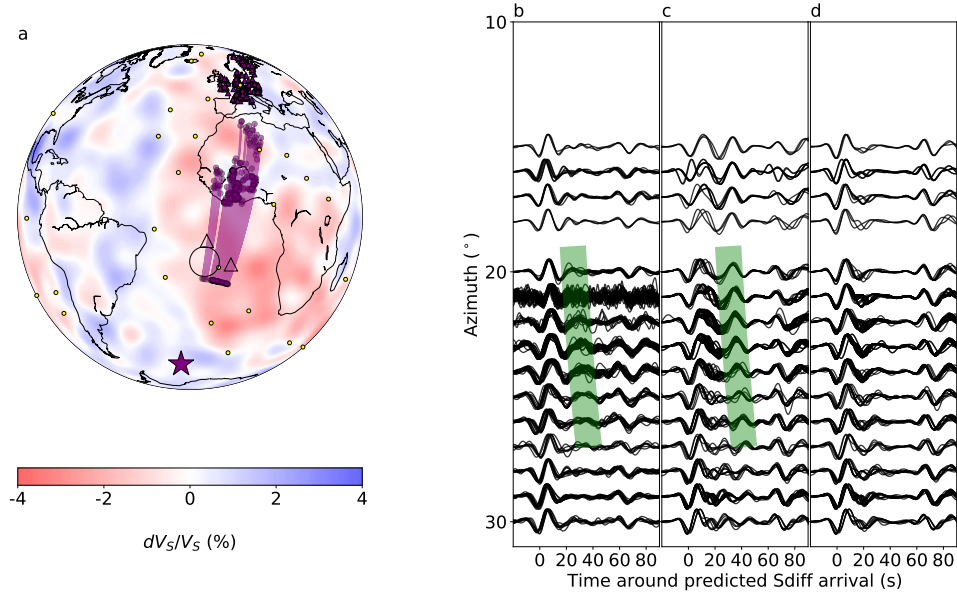 a
-4 -2 0 2 4
dV_S/V_S (%)
b c d
10
20
30
Azimuth (°)
0 20 40 60 80 0 20 40 60 80 0 20 40 60 80
Time around predicted Sdiff arrival (s)